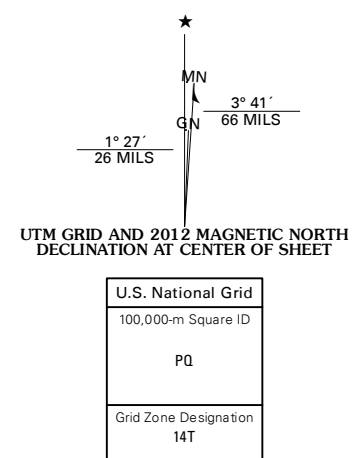 ★
MN
3° 41´
66 MILS
GN
1° 27´
26 MILS
UTM GRID AND 2012 MAGNETIC NORTH
DECLINATION AT CENTER OF SHEET
U.S. National Grid
100,000-m Square ID
PQ
Grid Zone Designation
14T